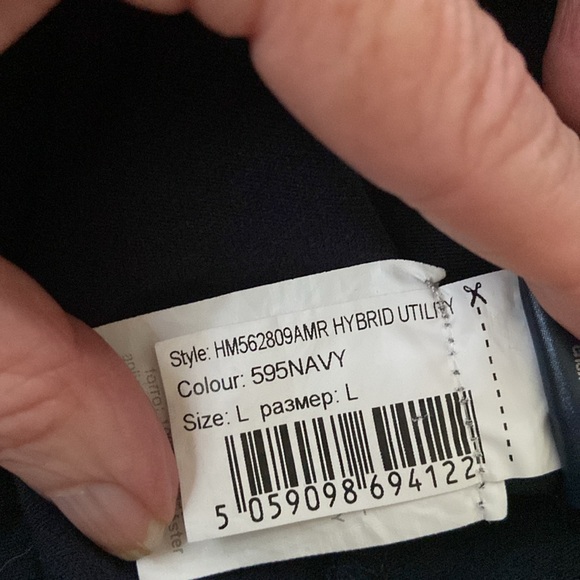 Style: HM562809AMR HYBRID UTILITY
Colour: 595NAVY
Size: L размер: L
5 059098 694122